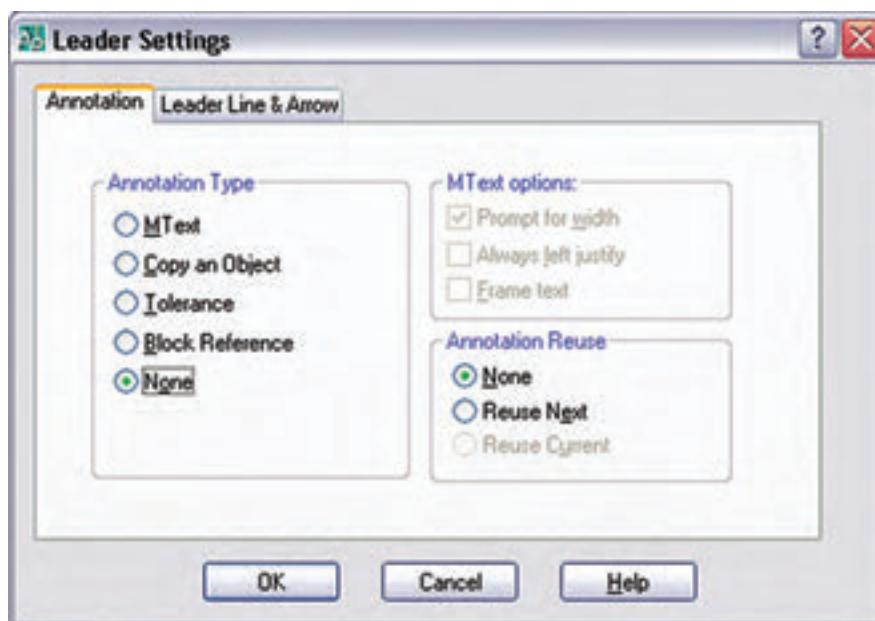 Leader Settings
Annotation
Leader Line & Arrow
Annotation Type
MText
Copy an Object
Tolerance
Block Reference
None
MText options:
Prompt for width
Always left justify
Frame text
Annotation Reuse
None
Reuse Next
Reuse Current
OK
Cancel
Help